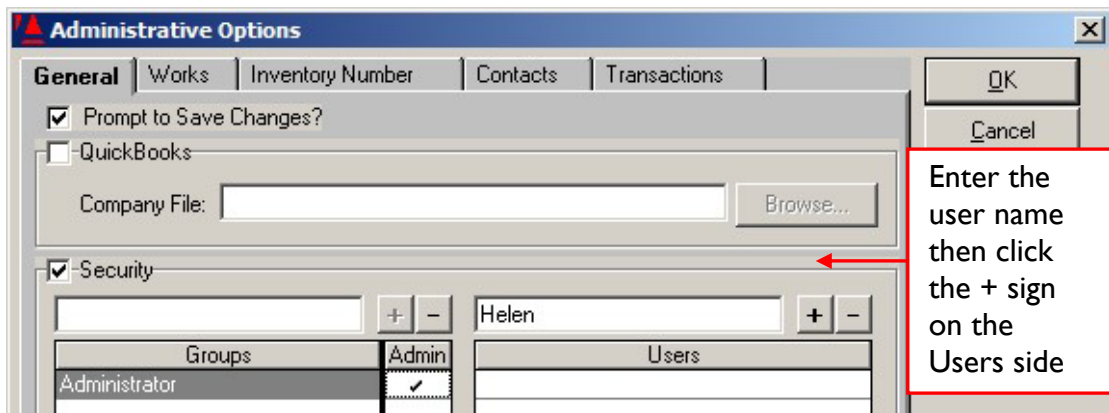 Administrative Options
General Works Inventory Number Contacts Transactions
OK
Prompt to Save Changes?
Cancel
QuickBooks
Company File: Browse...
Enter the
user name
then click
the + sign
on the
Users side
Security
+ - Helen + -
Groups Admin Users
Administrator ✓